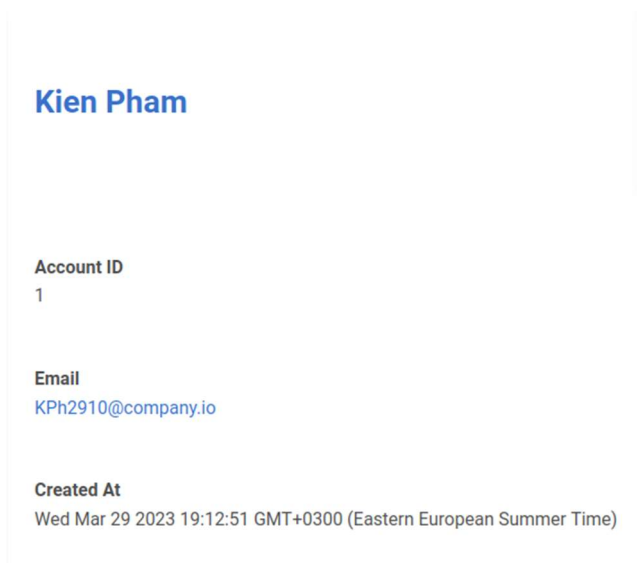 Kien Pham
Account ID
1
Email
KPh2910@company.io
Created At
Wed Mar 29 2023 19:12:51 GMT+0300 (Eastern European Summer Time)